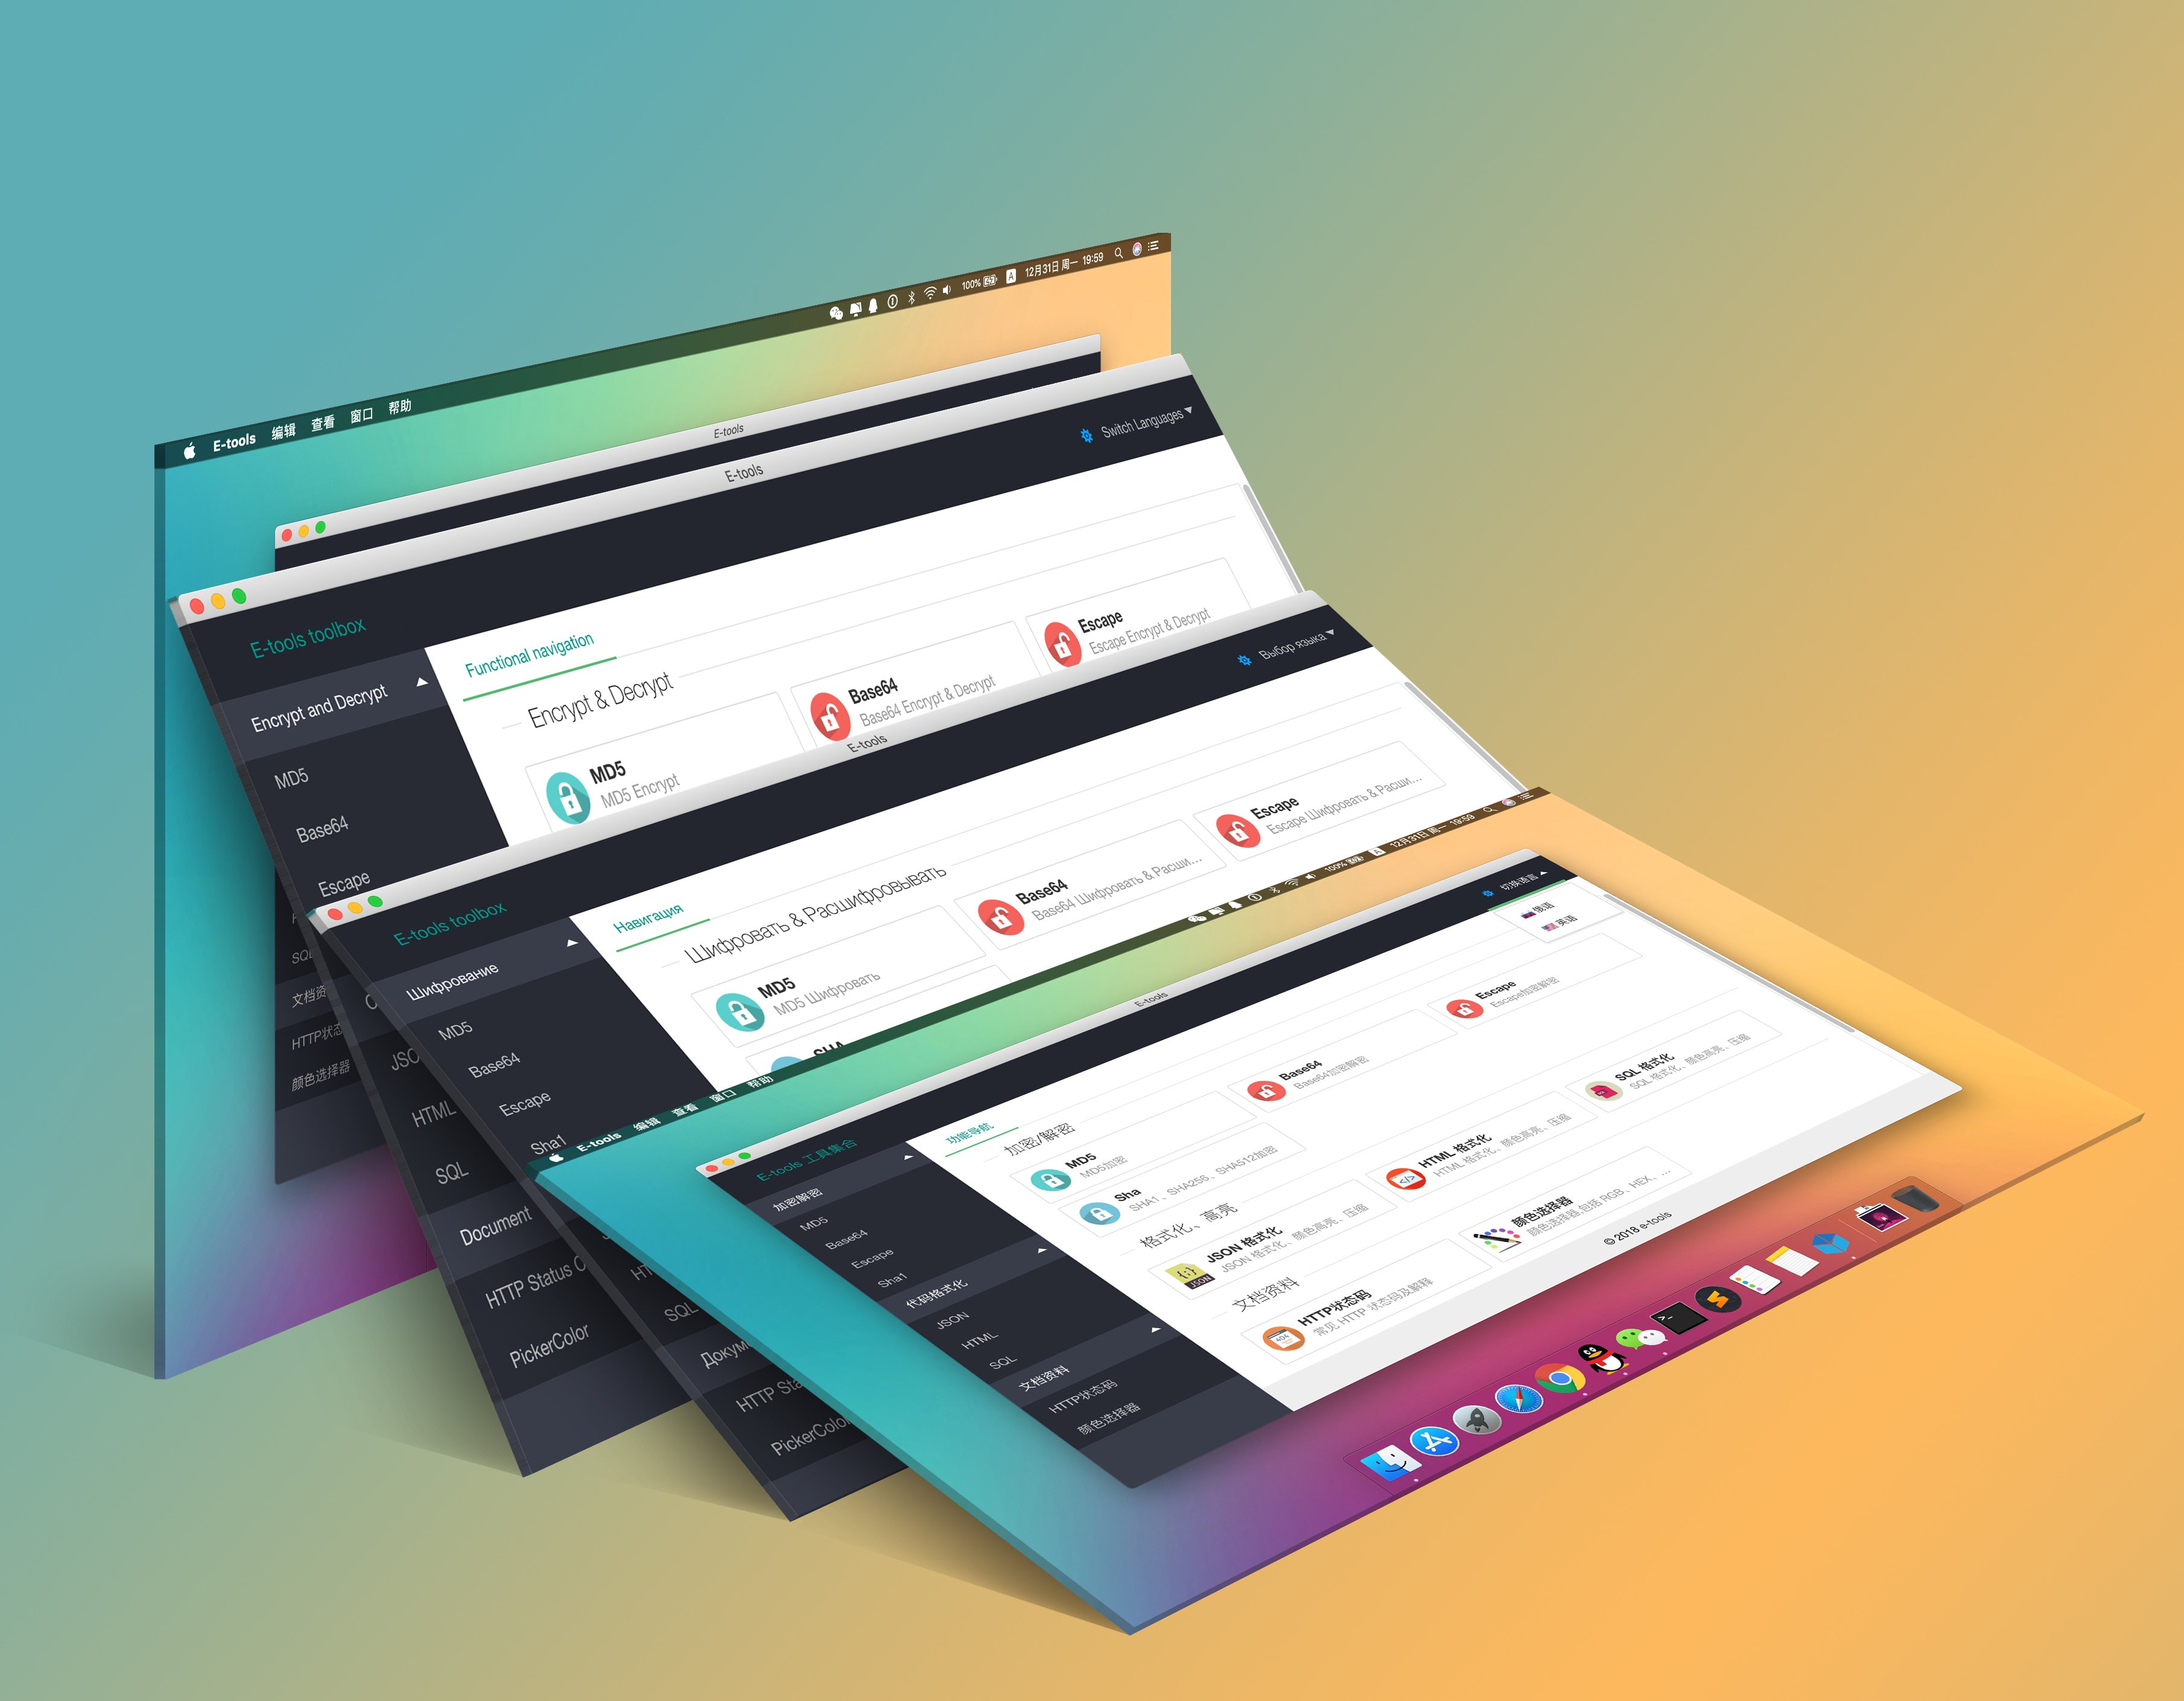 E-tools 编辑 查看 窗口 帮助
100% 12月31日 周一 19:59
E-tools
E-tools
Switch Languages
E-tools toolbox
Encrypt and Decrypt
MD5
Base64
Escape
JSO
HTML
SQL
Document
HTTP Status C
PickerColor
Functional navigation
Encrypt & Decrypt
MD5
MD5 Encrypt
Base64
Base64 Encrypt & Decrypt
Escape
Escape Encrypt & Decrypt
SQL
文档资
HTTP状态
颜色选择器
E-tools
Выбор языка
E-tools toolbox
Шифрование
MD5
Base64
Escape
Sha1
SQL
Докум
HTTP Sta
PickerColor
Навигация
Шифровать & Расшифровывать
MD5
MD5 Шифровать
Base64
Base64 Шифровать & Расши...
Escape
Escape Шифровать & Расши...
SHA
E-tools 编辑 查看 窗口 帮助
100% 12月31日 周一 19:59
E-tools
切换语言
俄语
英语
E-tools 工具集合
加密解密
MD5
Base64
Escape
Sha1
代码格式化
JSON
HTML
SQL
文档资料
HTTP状态码
颜色选择器
功能导航
加密/解密
MD5
MD5加密
Base64
Base64加密解密
Escape
Escape加密解密
Sha
SHA1、SHA256、SHA512加密
格式化、高亮
JSON 格式化
JSON 格式化、颜色高亮、压缩
HTML 格式化
HTML 格式化、颜色高亮、压缩
SQL 格式化
SQL 格式化、颜色高亮、压缩
文档资料
HTTP状态码
常见 HTTP 状态码及解释
颜色选择器
颜色选择器,包括 RGB、HEX、...
© 2018 e-tools